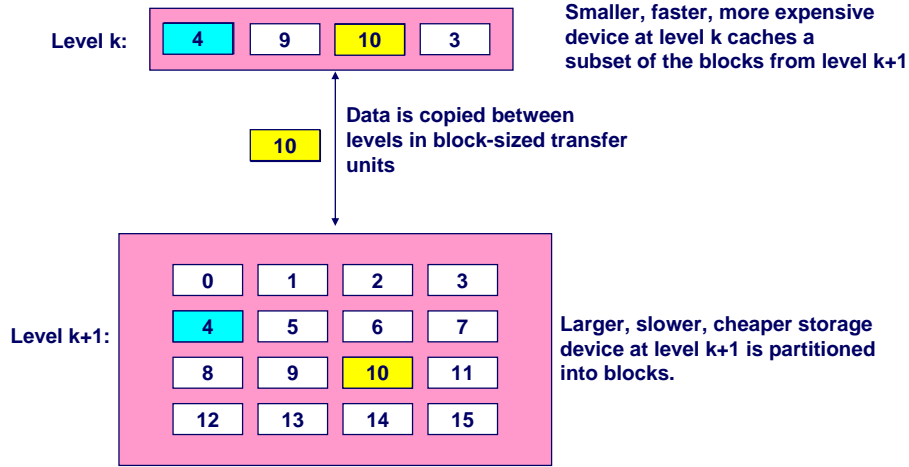 Smaller, faster, more expensive
device at level k caches a
subset of the blocks from level k+1
Level k:
4 9 10 3
Data is copied between
levels in block-sized transfer
units
10
Level k+1:
0 1 2 3
4 5 6 7
8 9 10 11
12 13 14 15
Larger, slower, cheaper storage
device at level k+1 is partitioned
into blocks.